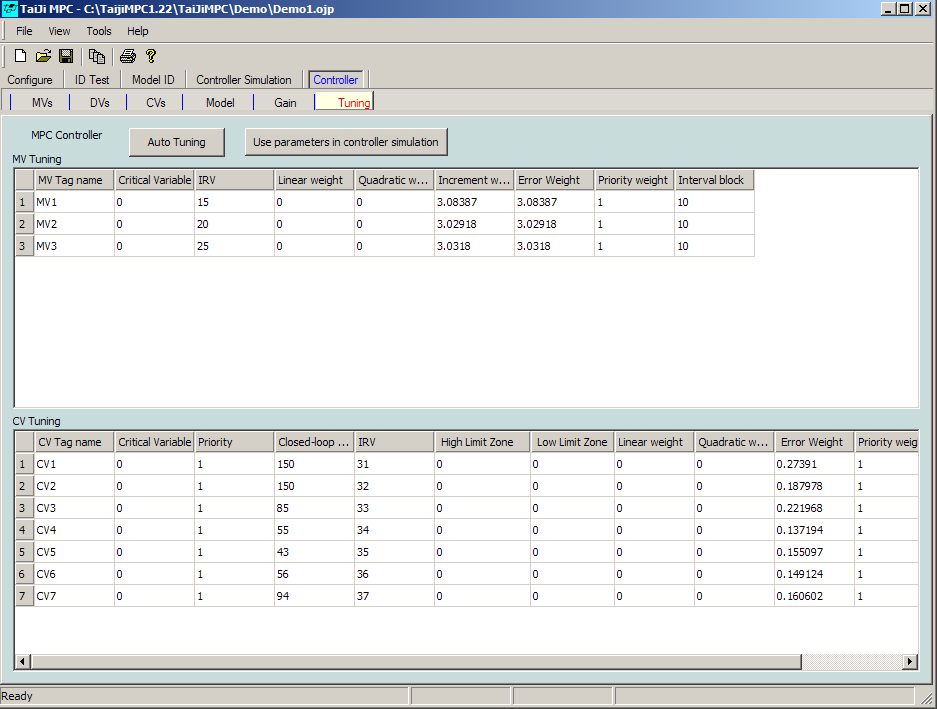 TaiJi MPC - C:\TaijiMPC1.22\TaiJiMPC\Demo\Demo1.ojp
File View Tools Help
Configure ID Test Model ID Controller Simulation Controller
MVs DVs CVs Model Gain Tuning
MPC Controller Auto Tuning Use parameters in controller simulation
MV Tuning
MV Tag name Critical Variable IRV Linear weight Quadratic w... Increment w... Error Weight Priority weight Interval block
1 MV1 0 15 0 0 3.08387 3.08387 1 10
2 MV2 0 20 0 0 3.02918 3.02918 1 10
3 MV3 0 25 0 0 3.0318 3.0318 1 10
CV Tuning
CV Tag name Critical Variable Priority Closed-loop ... IRV High Limit Zone Low Limit Zone Linear weight Quadratic w... Error Weight Priority weig
1 CV1 0 1 150 31 0 0 0 0 0.27391 1
2 CV2 0 1 150 32 0 0 0 0 0.187978 1
3 CV3 0 1 85 33 0 0 0 0 0.221968 1
4 CV4 0 1 55 34 0 0 0 0 0.137194 1
5 CV5 0 1 43 35 0 0 0 0 0.155097 1
6 CV6 0 1 56 36 0 0 0 0 0.149124 1
7 CV7 0 1 94 37 0 0 0 0 0.160602 1
Ready